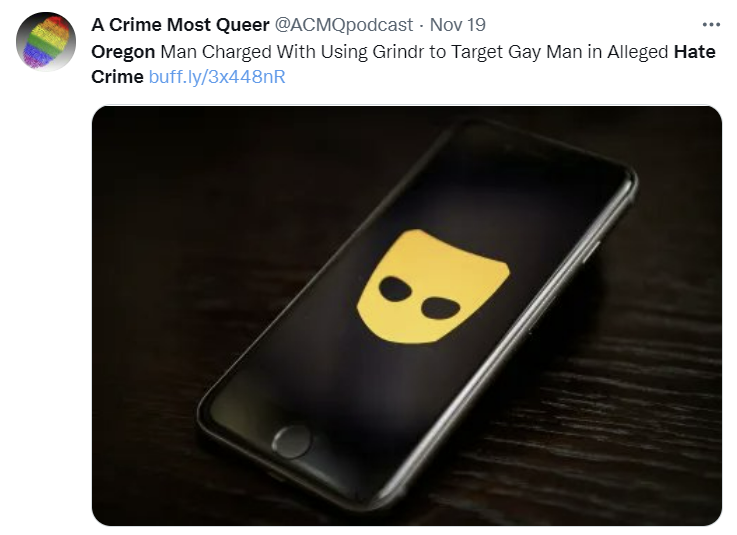 A Crime Most Queer @ACMQpodcast · Nov 19
Oregon Man Charged With Using Grindr to Target Gay Man in Alleged Hate
Crime buff.ly/3x448nR